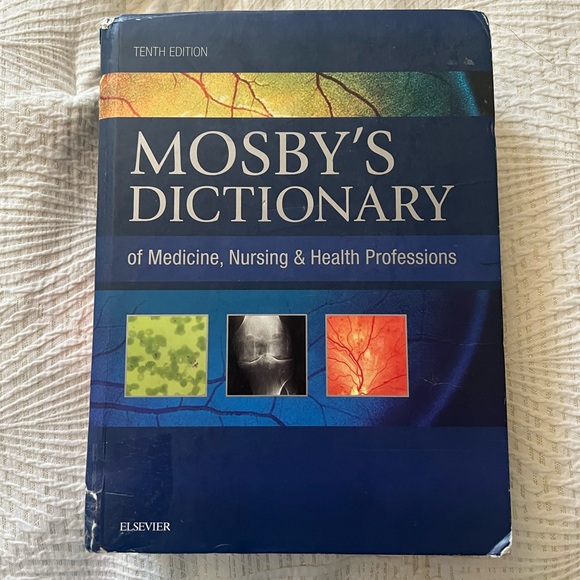 TENTH EDITION
MOSBY'S
DICTIONARY
of Medicine, Nursing & Health Professions
ELSEVIER